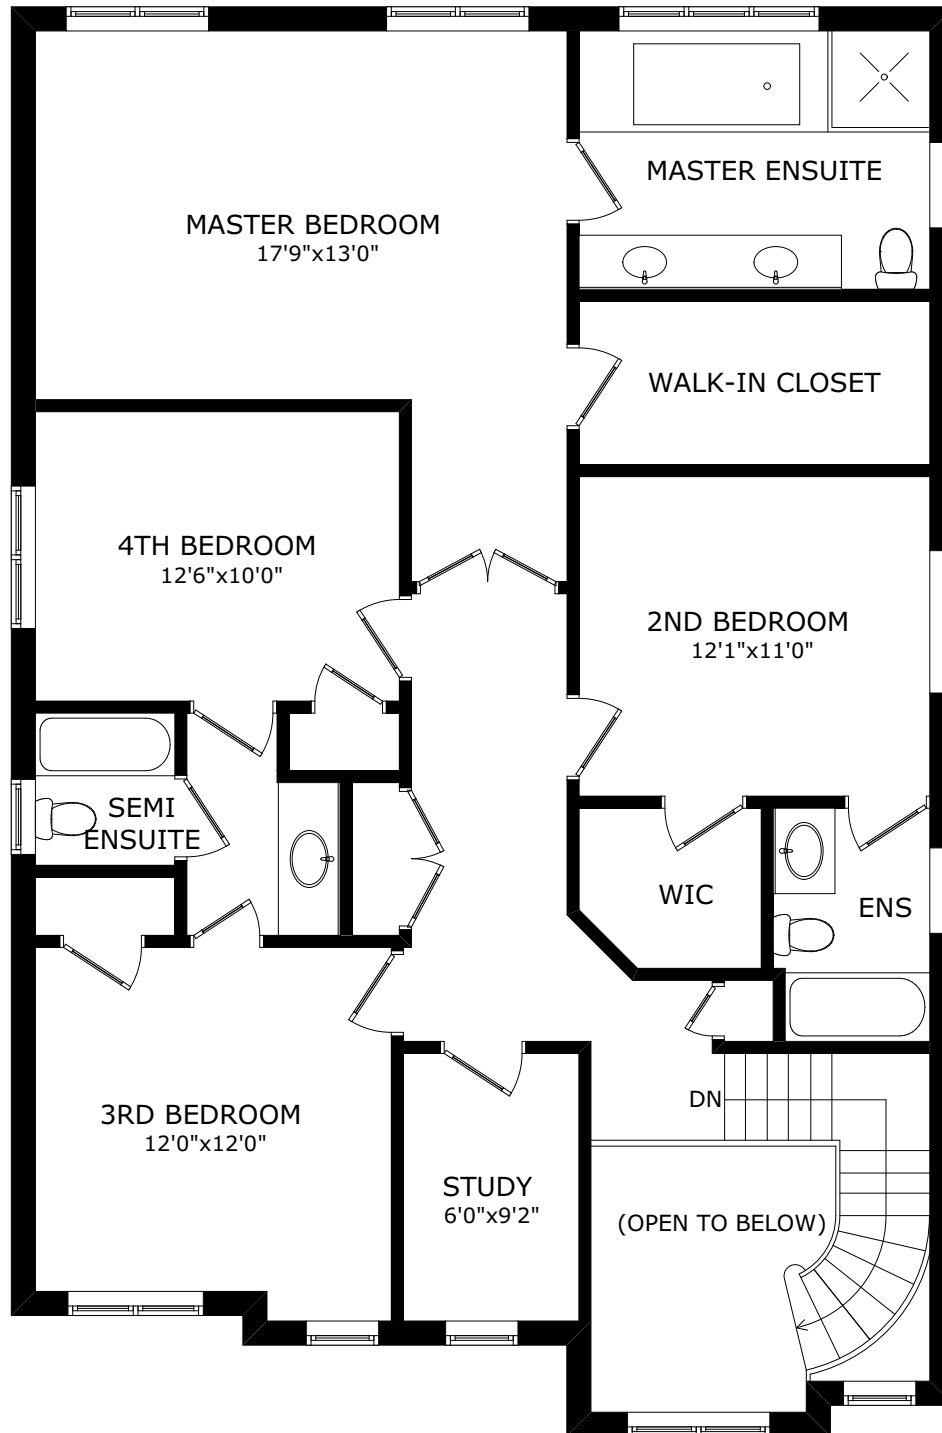 MASTER ENSUITE
MASTER BEDROOM
17'9"x13'0"
WALK-IN CLOSET
4TH BEDROOM
12'6"x10'0"
2ND BEDROOM
12'1"x11'0"
SEMI
ENSUITE
WIC
ENS
DN
3RD BEDROOM
12'0"x12'0"
STUDY
6'0"x9'2"
(OPEN TO BELOW)